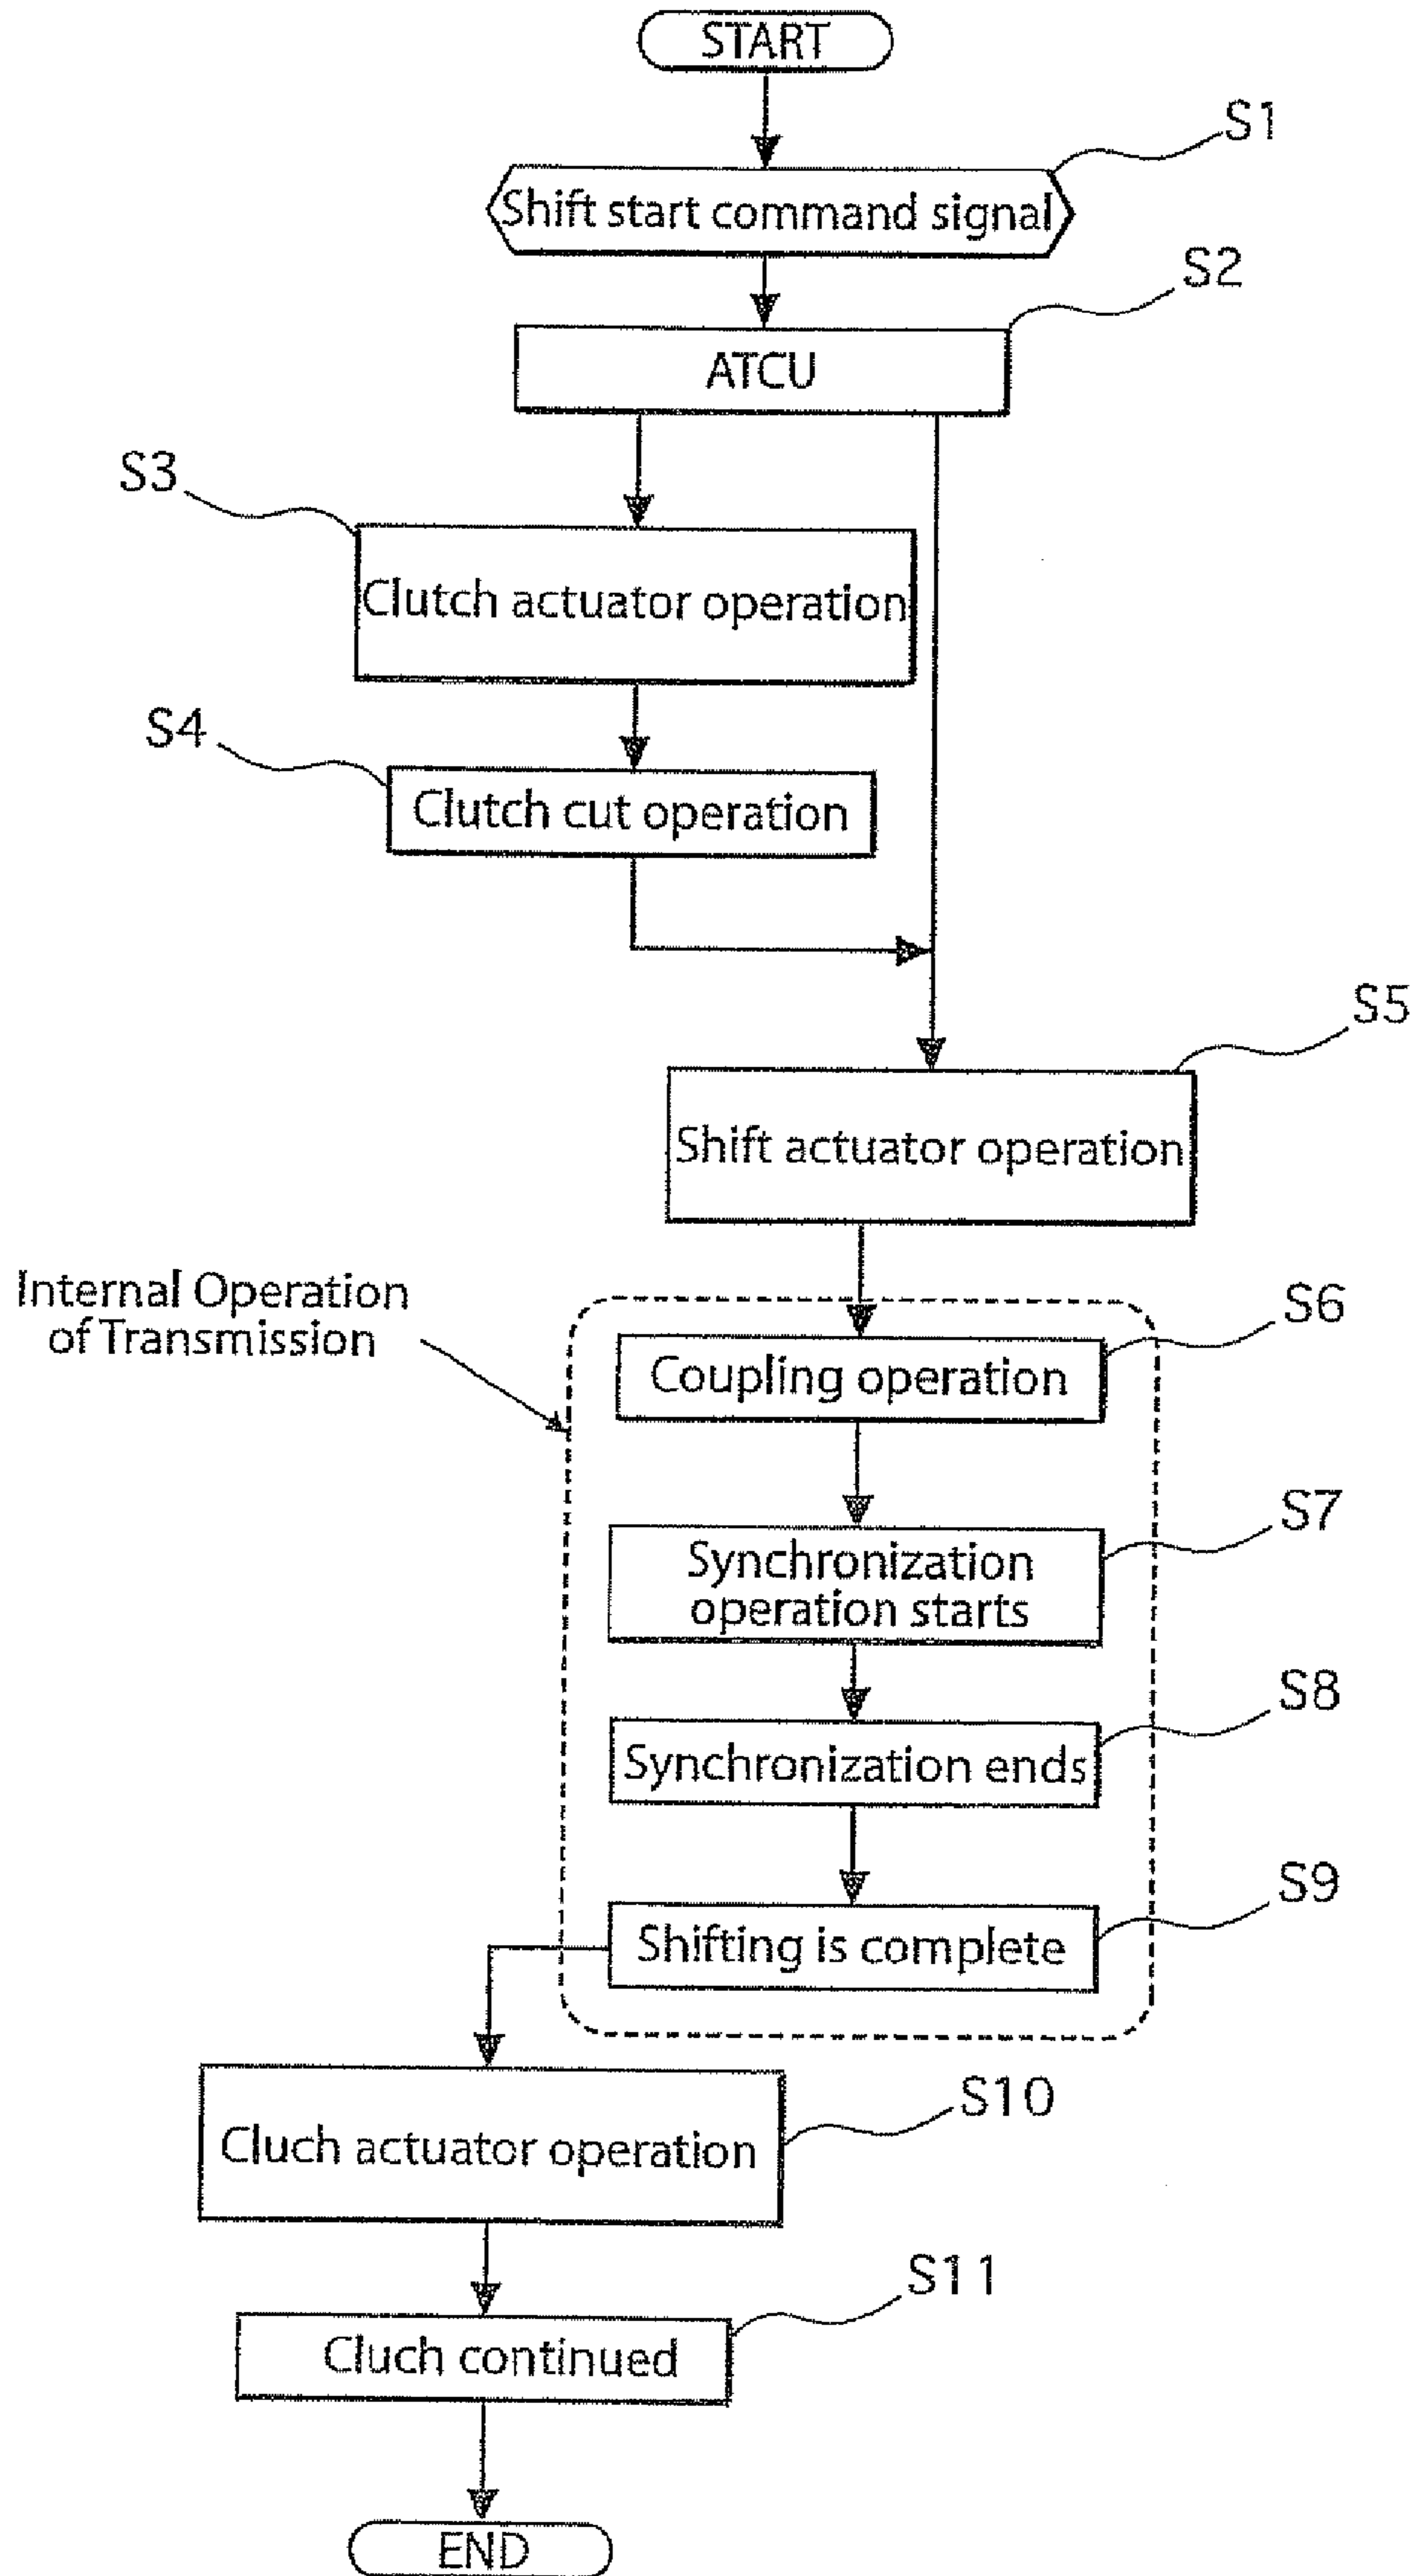 START
S1
Shift start command signal
S2
ATCU
S3
Clutch actuator operation
S4
Clutch cut operation
S5
Shift actuator operation
Internal Operation
of Transmission
S6
Coupling operation
S7
Synchronization
operation starts
S8
Synchronization ends
S9
Shifting is complete
S10
Cluch actuator operation
S11
Cluch continued
END